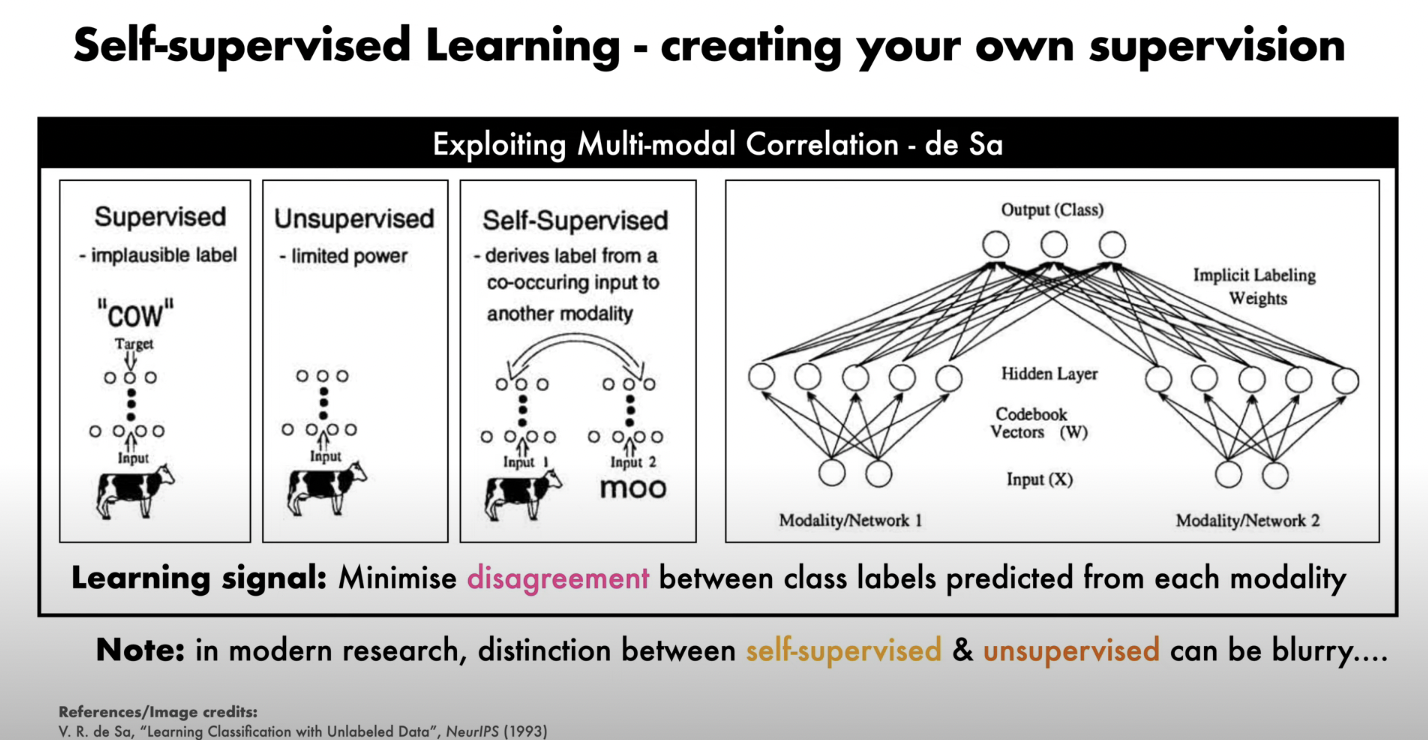 Self-supervised Learning - creating your own supervision
Exploiting Multi-modal Correlation - de Sa
Supervised
- implausible label
"COW"
Target
Input
Unsupervised
- limited power
Input
Self-Supervised
- derives label from a
co-occuring input to
another modality
Input 1
Input 2
moo
Output (Class)
Implicit Labeling
Weights
Hidden Layer
Codebook
Vectors (W)
Input (X)
Modality/Network 1
Modality/Network 2
Learning signal: Minimise disagreement between class labels predicted from each modality
Note: in modern research, distinction between self-supervised & unsupervised can be blurry....
References/Image credits:
V. R. de Sa, “Learning Classification with Unlabeled Data”, NeurIPS (1993)